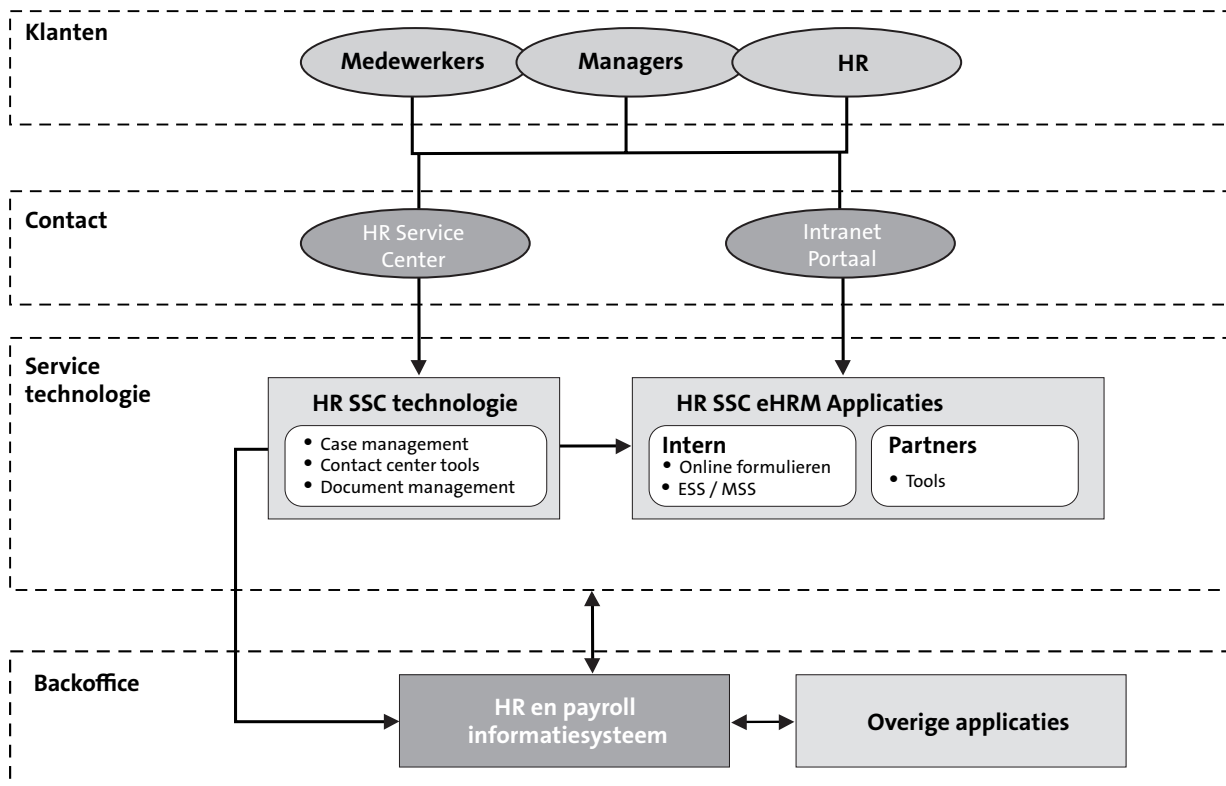 Klanten
Medewerkers
Managers
HR
Contact
HR Service
Center
Intranet
Portaal
Service
technologie
HR SSC technologie
• Case management
• Contact center tools
• Document management
HR SSC eHRM Applicaties
Intern
• Online formulieren
• ESS / MSS
Partners
• Tools
Backoffice
HR en payroll
informatiesysteem
Overige applicaties